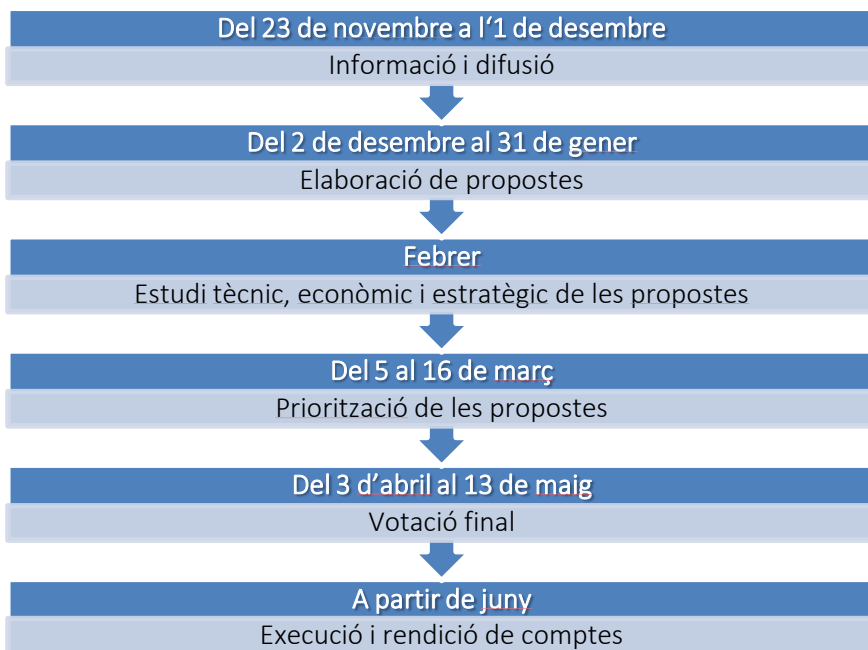 Del 23 de novembre a l‘1 de desembre
Informació i difusió
Del 2 de desembre al 31 de gener
Elaboració de propostes
Febrer
Estudi tècnic, econòmic i estratègic de les propostes
Del 5 al 16 de març
Priorització de les propostes
Del 3 d’abril al 13 de maig
Votació final
A partir de juny
Execució i rendició de comptes